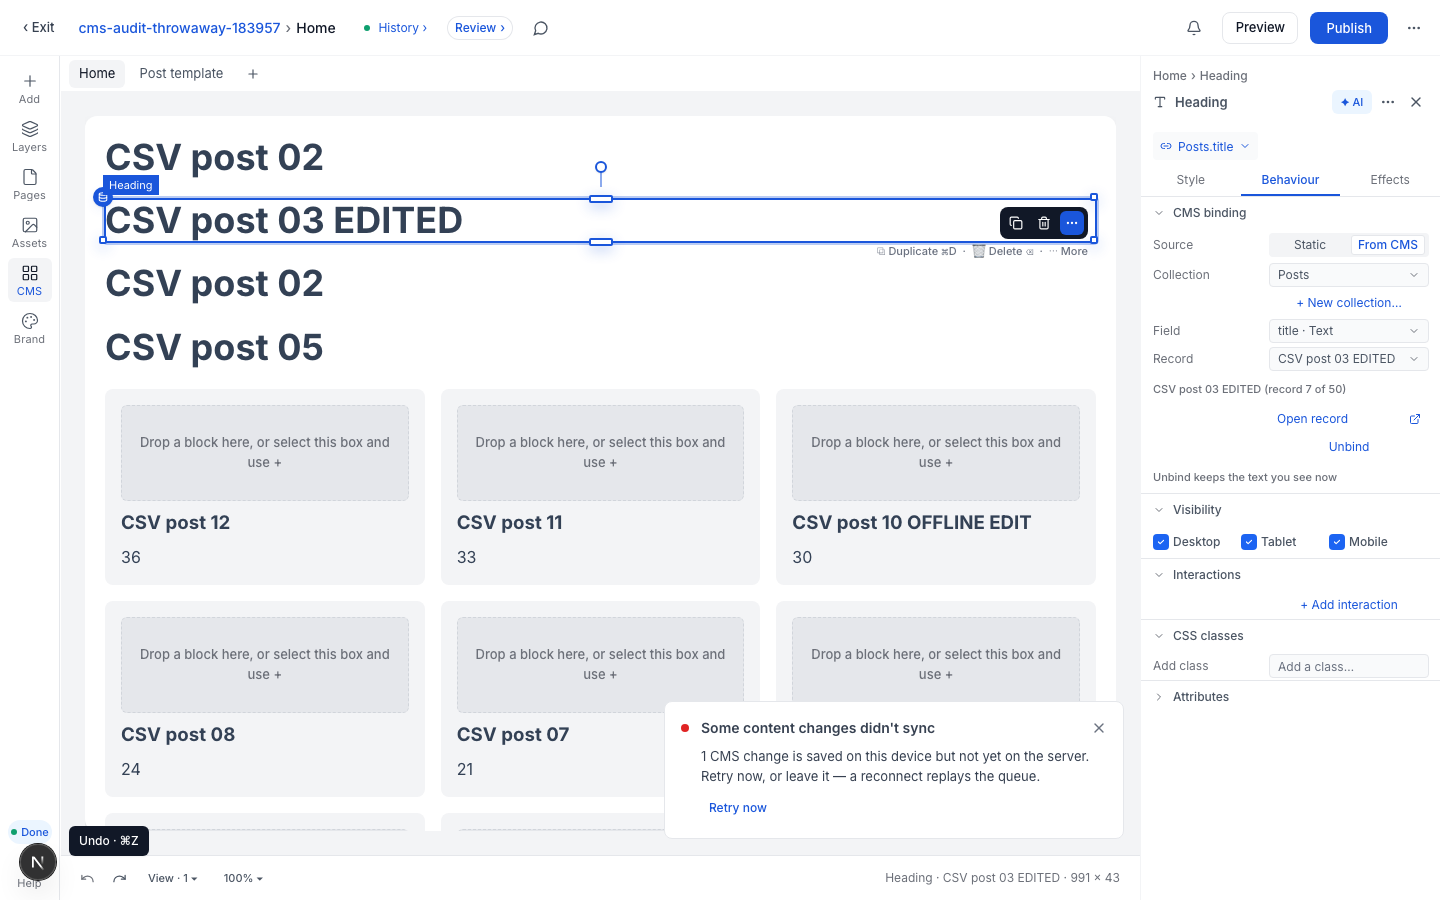 ‹ Exit
cms-audit-throwaway-183957 › Home
History ›
Review ›
Preview
Publish
Add
Layers
Pages
Assets
CMS
Brand
Done
Help
Home
Post template
CSV post 02
Heading
CSV post 03 EDITED
Duplicate ⌘D · Delete ⌫ · ··· More
CSV post 02
CSV post 05
Drop a block here, or select this box and
use +
CSV post 12
36
Drop a block here, or select this box and
use +
CSV post 11
33
Drop a block here, or select this box and
use +
CSV post 10 OFFLINE EDIT
30
Drop a block here, or select this box and
use +
CSV post 08
24
Drop a block here, or select this box and
use +
CSV post 07
21
Drop a block here, or select this box and
use +
Some content changes didn't sync
1 CMS change is saved on this device but not yet on the server.
Retry now, or leave it — a reconnect replays the queue.
Retry now
Undo · ⌘Z
N
View · 1
100%
Heading · CSV post 03 EDITED · 991 × 43
Home › Heading
Heading
AI
Posts.title
Style
Behaviour
Effects
CMS binding
Source
Static
From CMS
Collection
Posts
+ New collection...
Field
title · Text
Record
CSV post 03 EDITED
CSV post 03 EDITED (record 7 of 50)
Open record
Unbind
Unbind keeps the text you see now
Visibility
Desktop
Tablet
Mobile
Interactions
+ Add interaction
CSS classes
Add class
Add a class...
Attributes